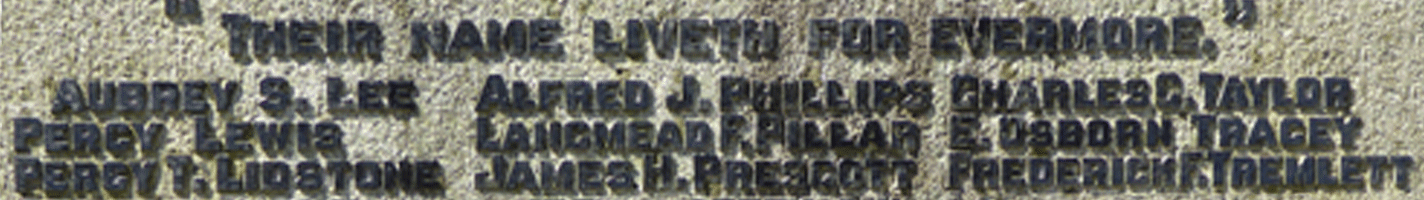 "THEIR NAME LIVETH FOR EVERMORE."
AUBREY S. LEE ALFRED J. PHILLIPS CHARLES C. TAYLOR
PERCY LEWIS LANGMEAD F. PILLAR E. OSBORN TRACEY
PERCY T. LIDSTONE JAMES H. PRESCOTT FREDERICK F. TREMLETT